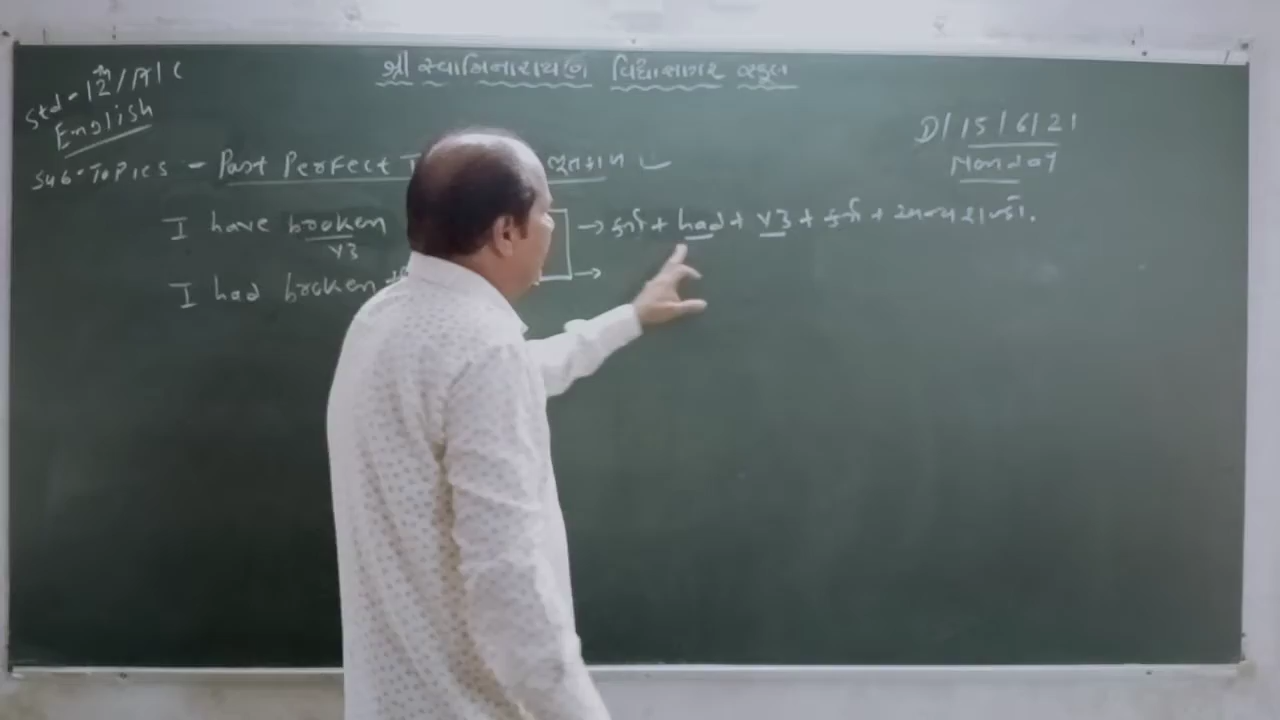 શ્રી સ્વામિનારાયણ વિદ્યાસાગર સ્કૂલ
Std-12th/A/C
English
D/15/6/21
Monday
Sub-Topics - Past Perfect
I have broken
V3
→ કર્તા + had + V3 + કર્મ + અન્ય શબ્દો.
I had broken
→